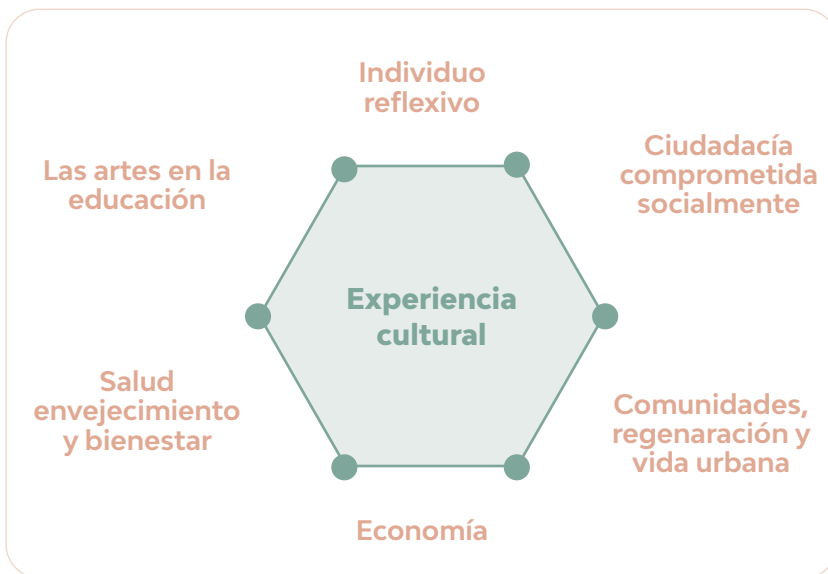 Individuo
reflexivo
Ciudadacía
comprometida
socialmente
Las artes en la
educación
Experiencia
cultural
Salud
envejecimiento
y bienestar
Comunidades,
regenaración y
vida urbana
Economía